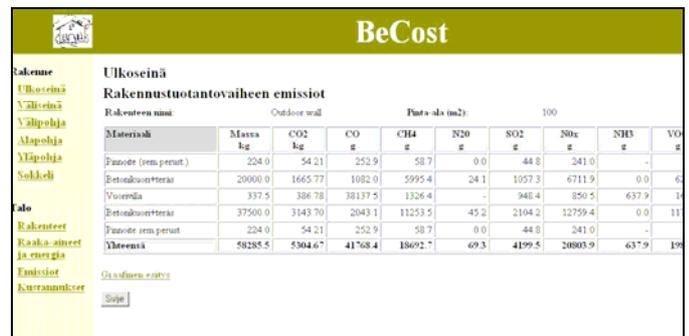 BeCost
Rakenne
Ulkoseinä
Väliseinä
Välipohja
Alapohja
Yläpohja
Sokkeli
Talo
Rakenteet
Raaka-aineet
ja energia
Emissiot
Kustannukset
Ulkoseinä
Rakennustuotantovaiheen emissiot
Rakenteen nimi: Outdoor wall Pinta-ala (m2): 100
Materiaali Massa kg CO2 kg CO g CH4 g N20 g SO2 g N0x g NH3 g
Pinnoite (sem.perust.) 224.0 54.21 252.9 58.7 0.0 44.8 241.0 -
Betonikuori+teräs 20000.0 1665.77 1082.0 5995.4 24.1 1057.3 6711.9 0.0
Vuorivilla 337.5 386.78 38137.5 1326.4 - 948.4 850.5 637.9
Betonikuori+teräs 37500.0 3143.70 2043.1 11253.5 45.2 2104.2 12759.4 0.0
Pinnoite sem.perust 224.0 54.21 252.9 58.7 0.0 44.8 241.0 -
Yhteensä 58285.5 5304.67 41768.4 18692.7 69.3 4199.5 20803.9 637.9
Graafinen esitys
Sulje